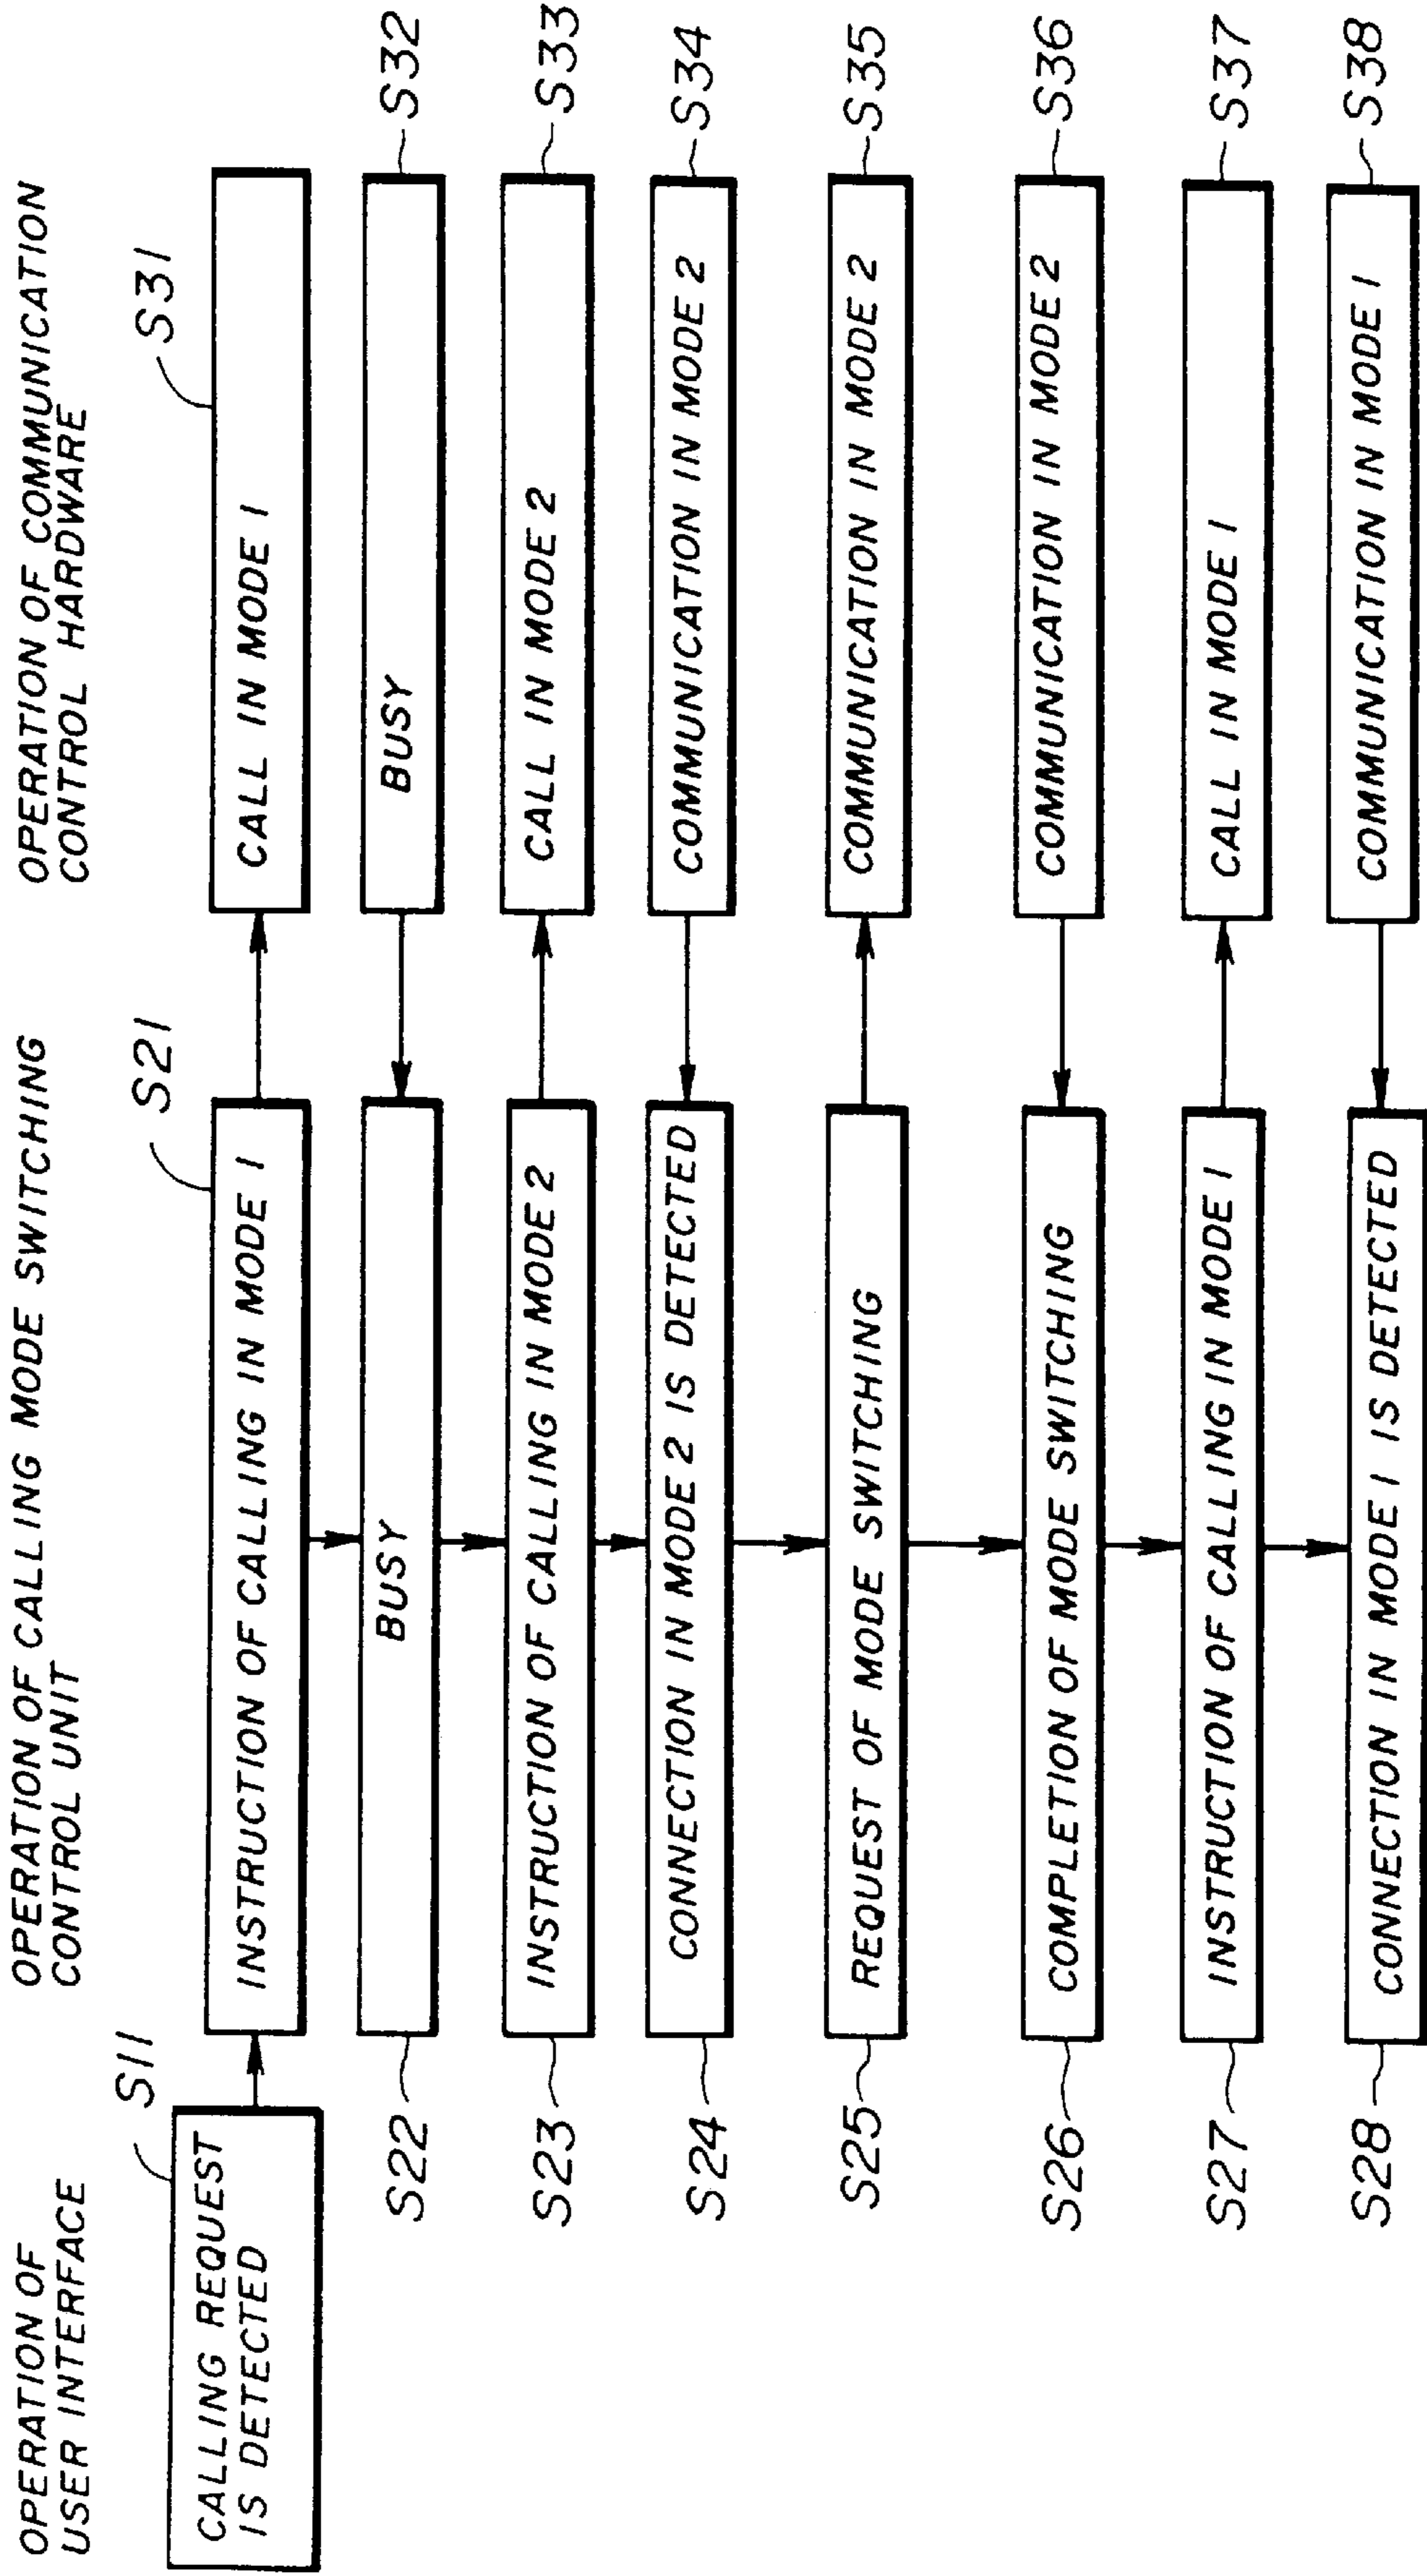 OPERATION OF
USER INTERFACE
OPERATION OF CALLING MODE SWITCHING
CONTROL UNIT
OPERATION OF COMMUNICATION
CONTROL HARDWARE
S11
CALLING REQUEST
IS DETECTED
S21
INSTRUCTION OF CALLING IN MODE 1
S31
CALL IN MODE 1
S22
BUSY
BUSY
S32
S23
INSTRUCTION OF CALLING IN MODE 2
CALL IN MODE 2
S33
S24
CONNECTION IN MODE 2 IS DETECTED
COMMUNICATION IN MODE 2
S34
S25
REQUEST OF MODE SWITCHING
COMMUNICATION IN MODE 2
S35
S26
COMPLETION OF MODE SWITCHING
COMMUNICATION IN MODE 2
S36
S27
INSTRUCTION OF CALLING IN MODE 1
CALL IN MODE 1
S37
S28
CONNECTION IN MODE 1 IS DETECTED
COMMUNICATION IN MODE 1
S38